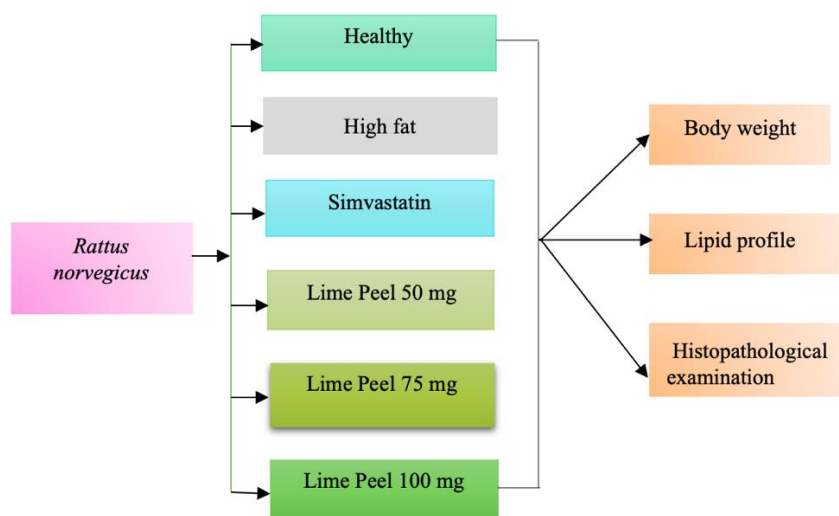 Rattus
norvegicus
Healthy
High fat
Simvastatin
Lime Peel 50 mg
Lime Peel 75 mg
Lime Peel 100 mg
Body weight
Lipid profile
Histopathological
examination